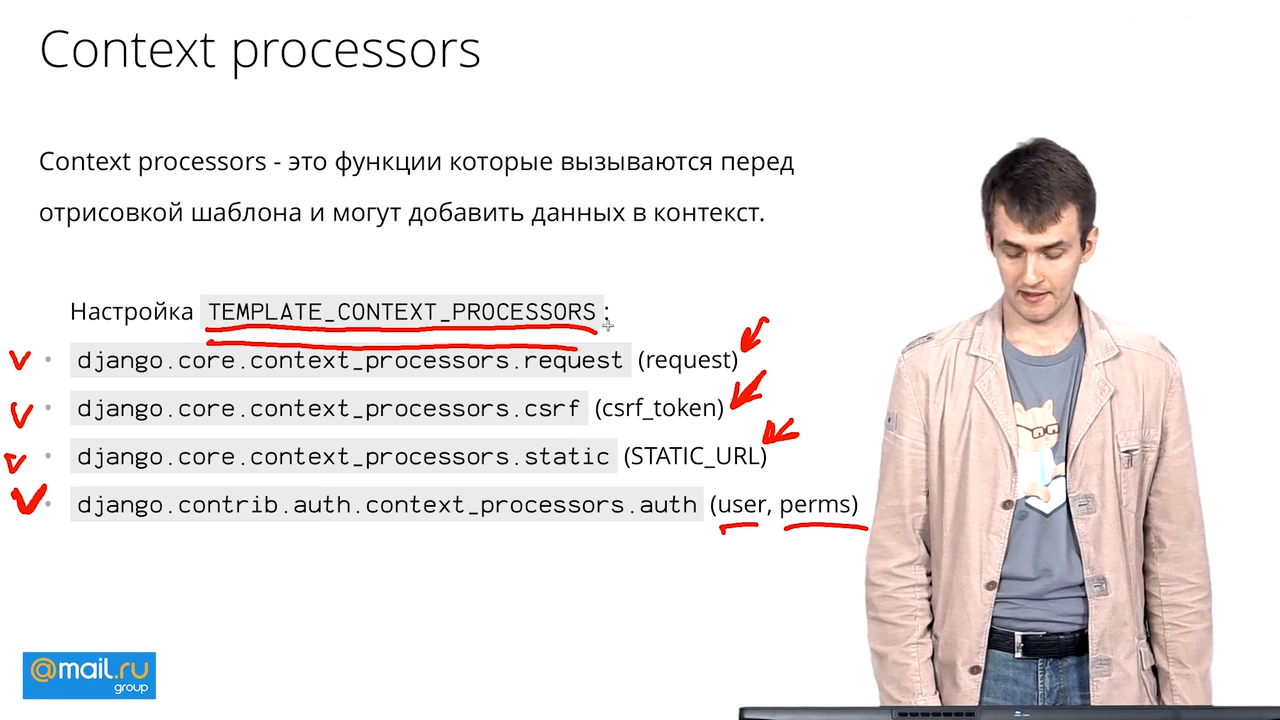 Context processors
Context processors - это функции которые вызываются перед
отрисовкой шаблона и могут добавить данных в контекст.
Настройка TEMPLATE_CONTEXT_PROCESSORS:
django.core.context_processors.request (request)
django.core.context_processors.csrf (csrf_token)
django.core.context_processors.static (STATIC_URL)
django.contrib.auth.context_processors.auth (user, perms)
@mail.ru
group